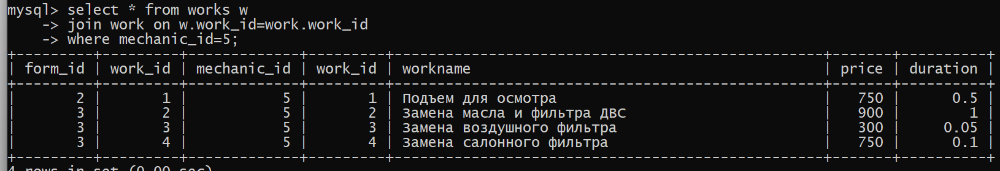 mysql> select * from works w
-> join work on w.work_id=work.work_id
-> where mechanic_id=5;
+---------+---------+-------------+---------+--------------------------------------------------+-------+----------+
| form_id | work_id | mechanic_id | work_id | workname | price | duration |
+---------+---------+-------------+---------+--------------------------------------------------+-------+----------+
| 2 | 1 | 5 | 1 | Подъем для осмотра | 750 | 0.5 |
| 3 | 2 | 5 | 2 | Замена масла и фильтра ДВС | 900 | 1 |
| 3 | 3 | 5 | 3 | Замена воздушного фильтра | 300 | 0.05 |
| 3 | 4 | 5 | 4 | Замена салонного фильтра | 750 | 0.1 |
+---------+---------+-------------+---------+--------------------------------------------------+-------+----------+
4 rows in set (0.00 sec)